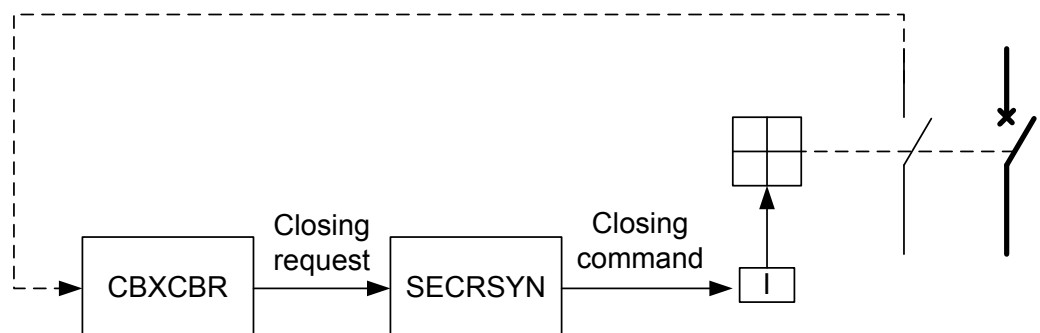 Closing
request
Closing
command
CBXCBR
SECRSYN
I